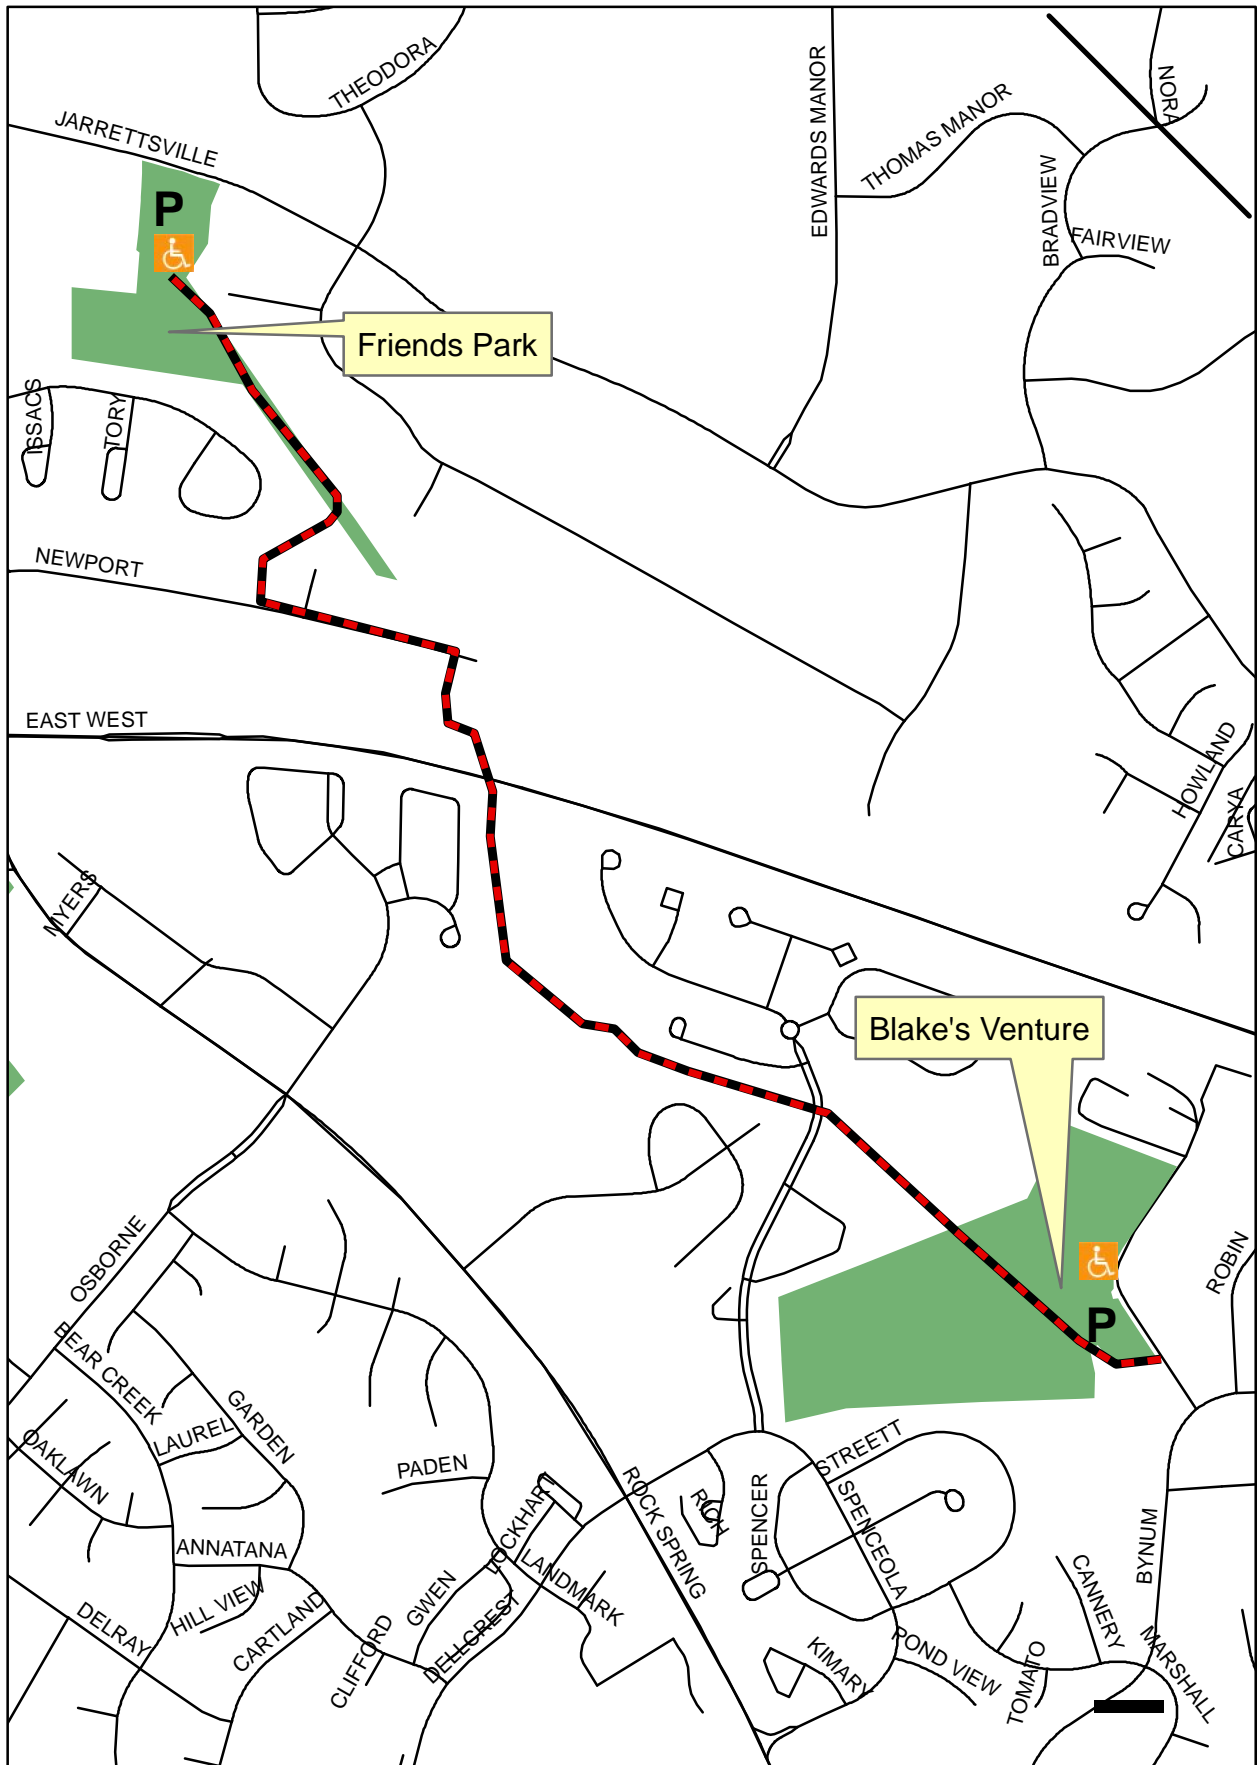 THEODORA
EDWARDS MANOR
NORA
THOMAS MANOR
JARRETTSVILLE
P
BRADVIEW
FAIRVIEW
Friends Park
ISSACS
TORY
NEWPORT
EAST WEST
HOWLAND
CARYA
MYERS
Blake's Venture
OSBORNE
ROBIN
P
BEAR CREEK
GARDEN
LAUREL
OAKLAWN
PADEN
STREETT
LOCKHART
ROCK SPRING
RICH
SPENCER
SPENCEOLA
BYNUM
ANNATANA
LANDMARK
CANNERY
HILL VIEW
GWEN
DELRAY
CARTLAND
CLIFFORD
DELLCREST
KIMARY
POND VIEW
TOMATO
MARSHALL